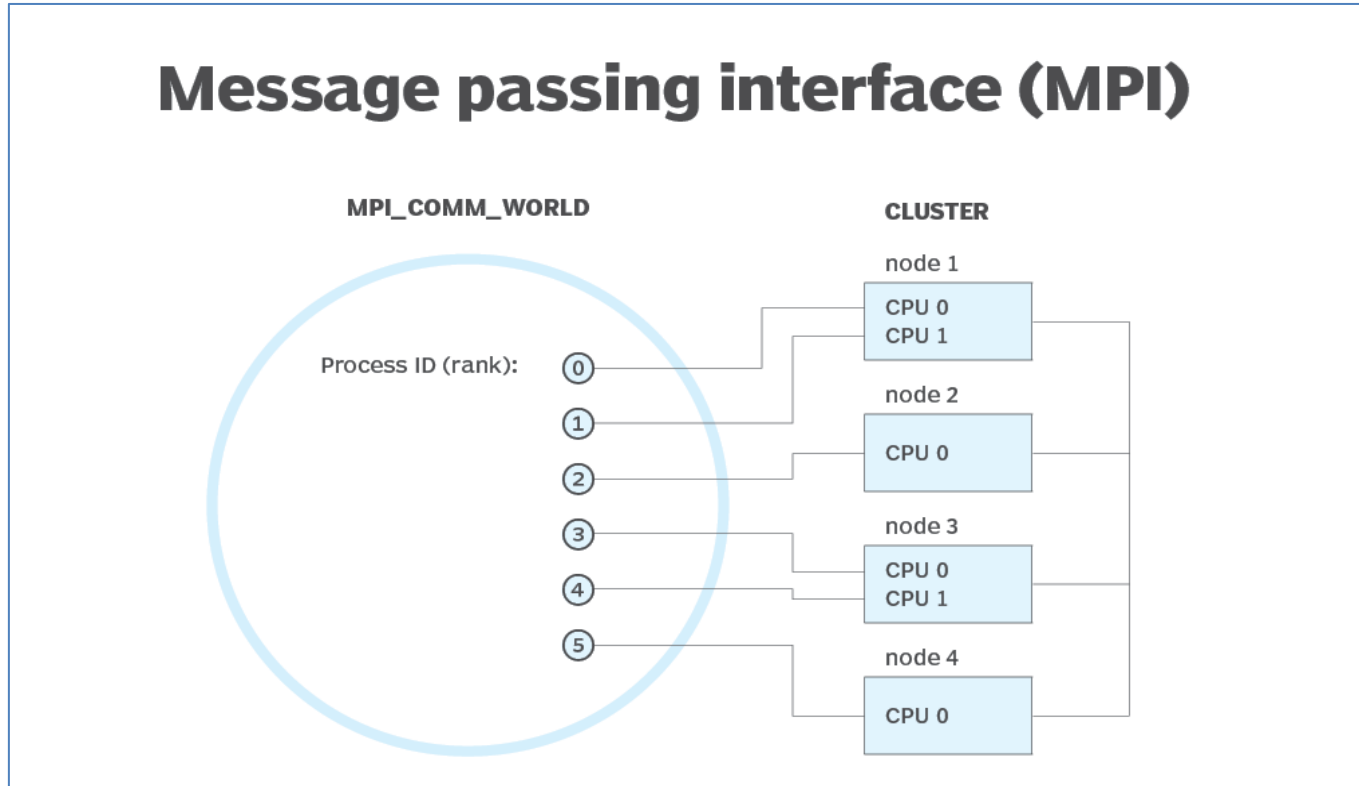 Message passing interface (MPI)
MPI_COMM_WORLD
Process ID (rank):
0
1
2
3
4
5
CLUSTER
node 1
CPU 0
CPU 1
node 2
CPU 0
node 3
CPU 0
CPU 1
node 4
CPU 0